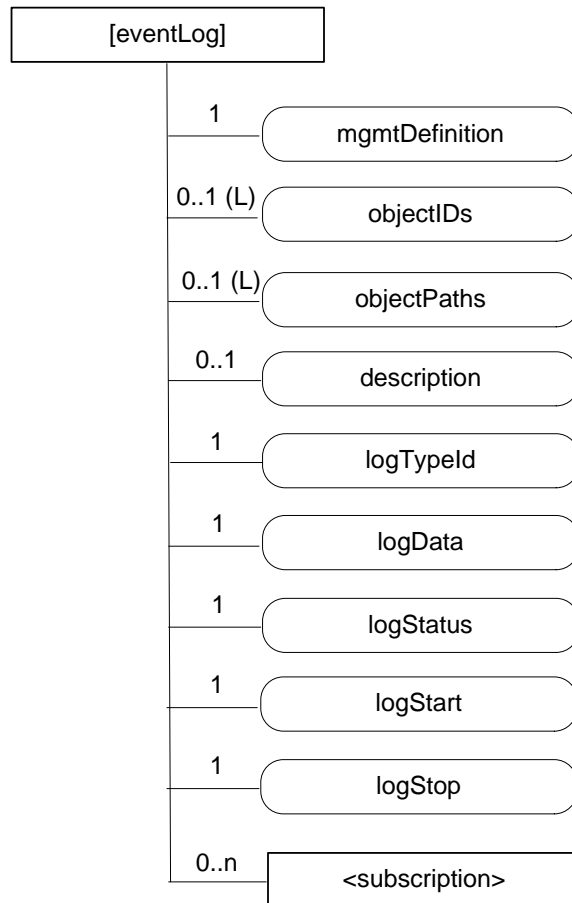 [eventLog]
1
mgmtDefinition
0..1 (L)
objectIDs
0..1 (L)
objectPaths
0..1
description
1
logTypeId
1
logData
1
logStatus
1
logStart
1
logStop
0..n
<subscription>